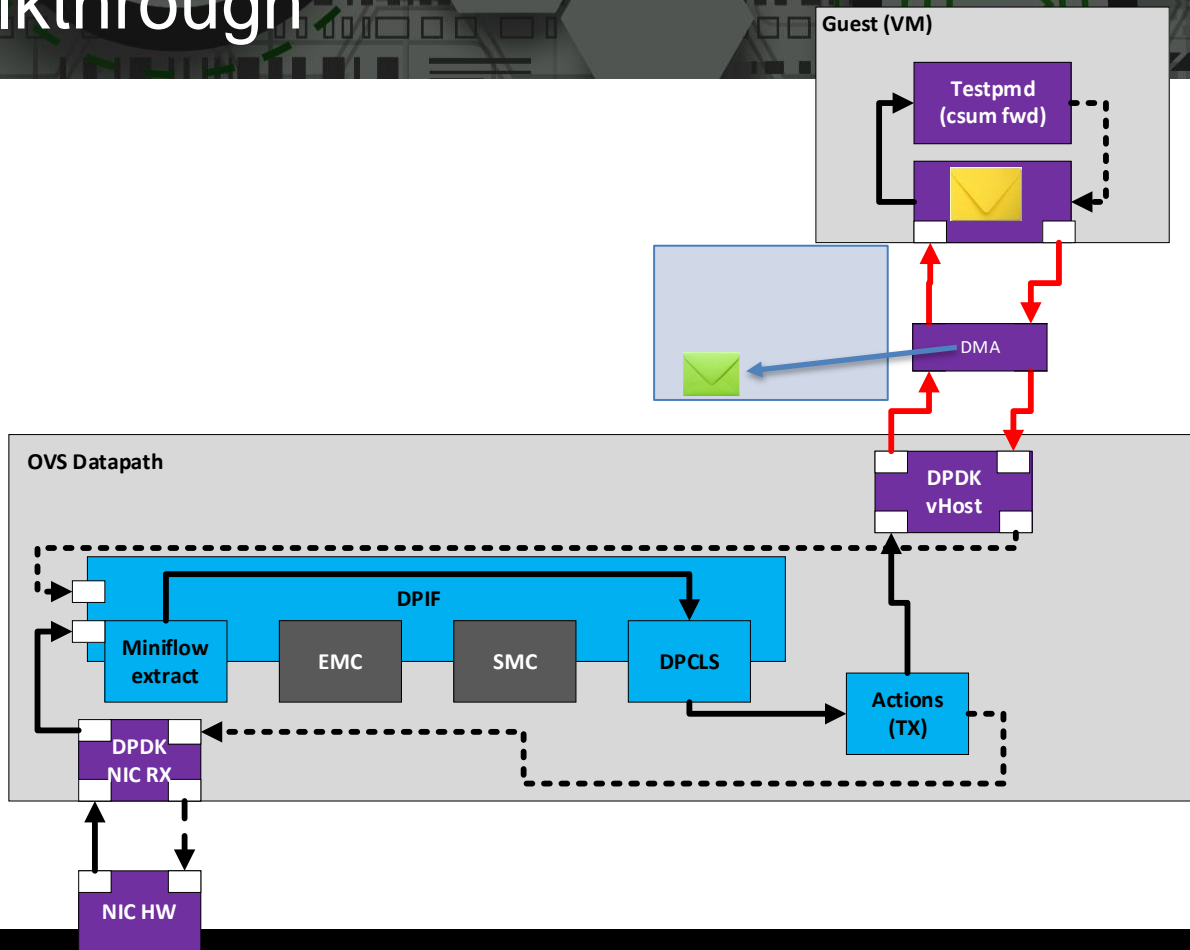 Guest (VM)
Testpmd
(csum fwd)
DMA
OVS Datapath
DPDK
vHost
DPIF
Miniflow
extract
EMC
SMC
DPCLS
Actions
(TX)
DPDK
NIC RX
NIC HW